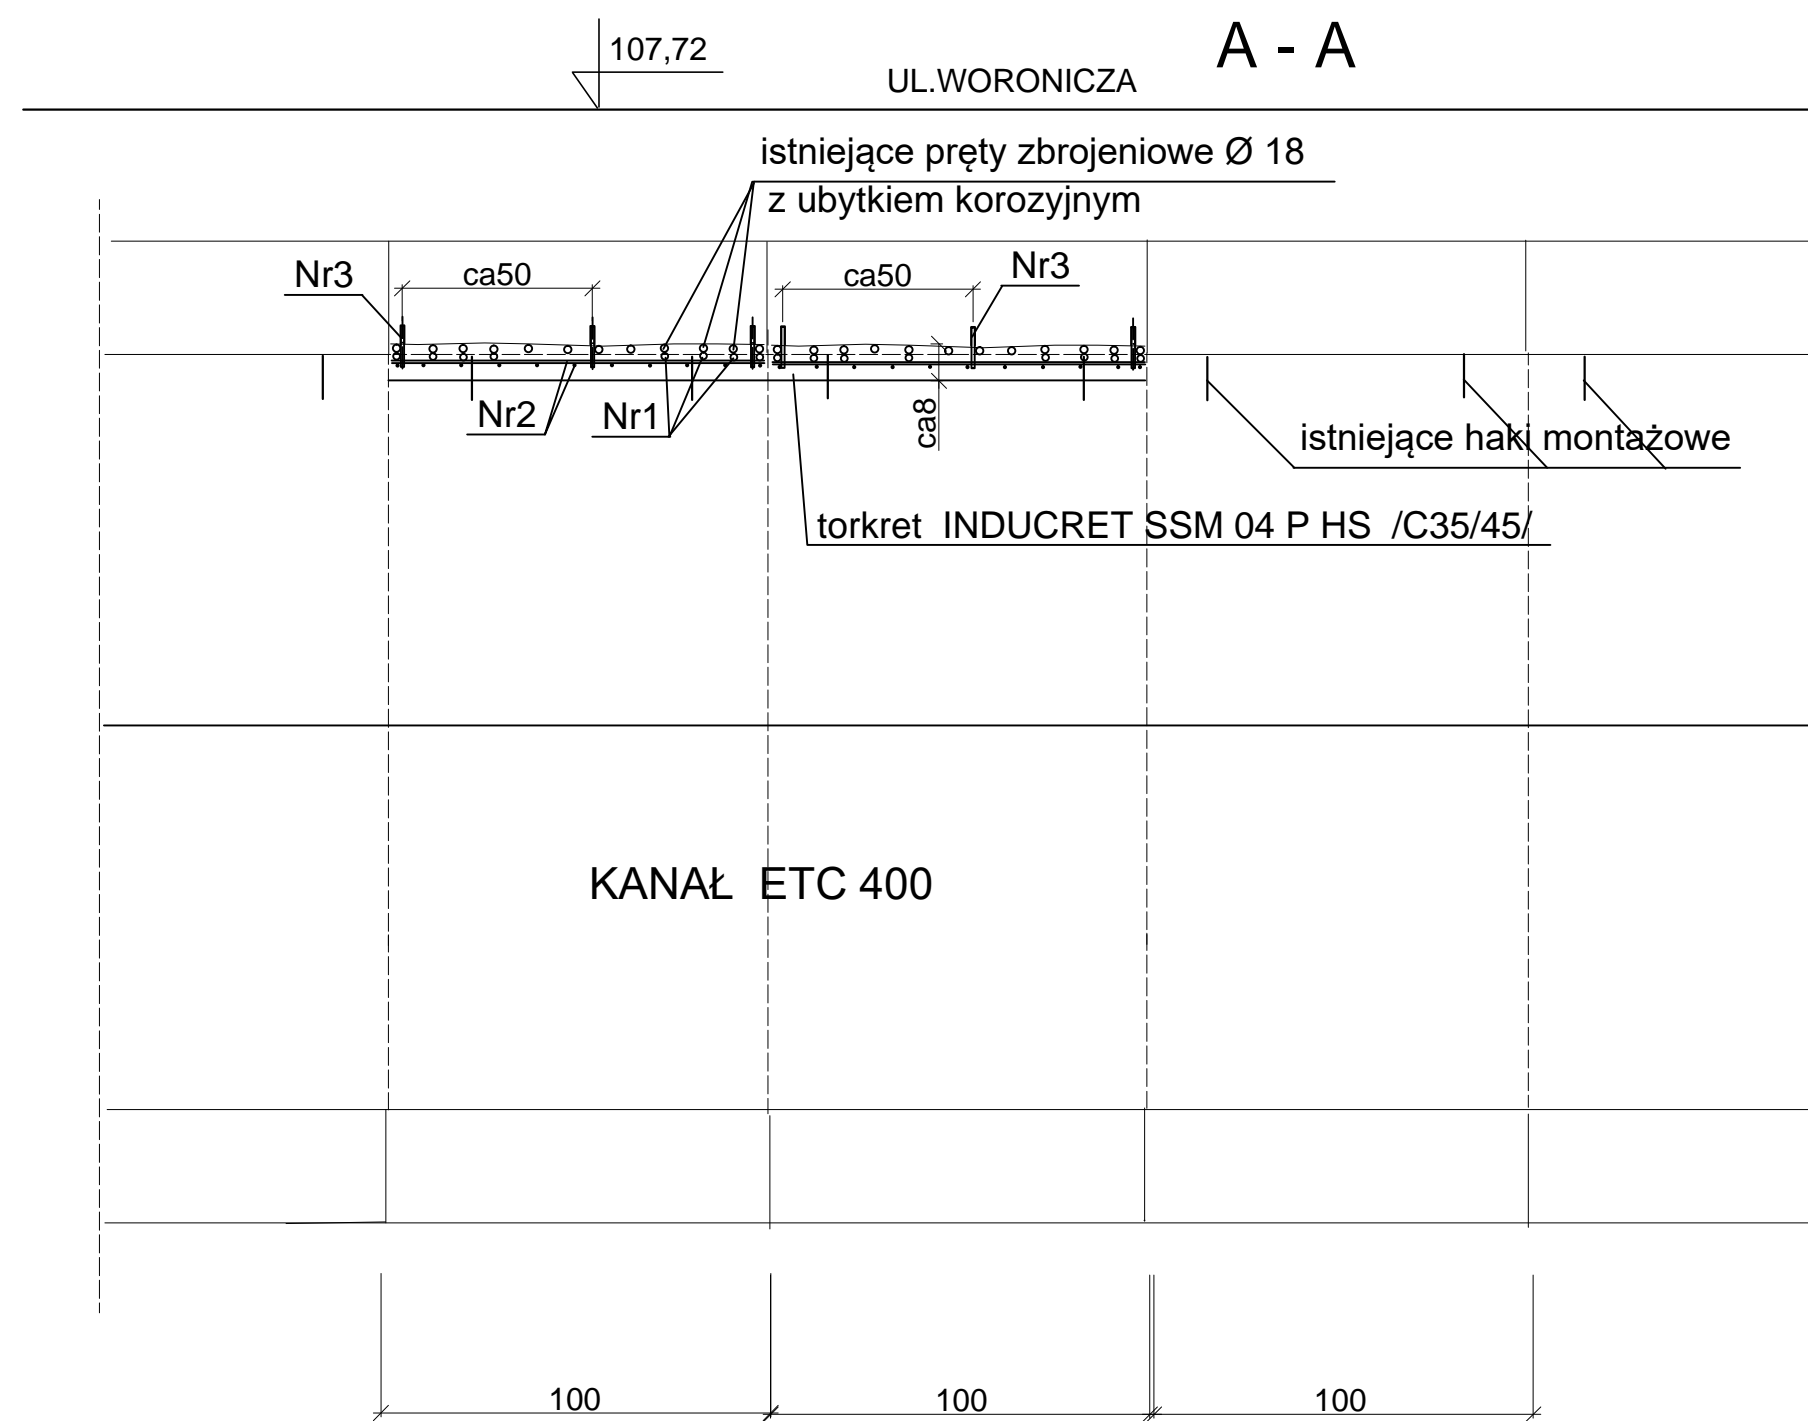 A - A
107,72
UL.WORONICZA
istniejące pręty zbrojeniowe Ø 18
z ubytkiem korozyjnym
Nr3
ca50
ca50
Nr3
Nr2
Nr1
ca8
istniejące haki montażowe
torkret INDUCRET SSM 04 P HS /C35/45/
KANAŁ ETC 400
100
100
100